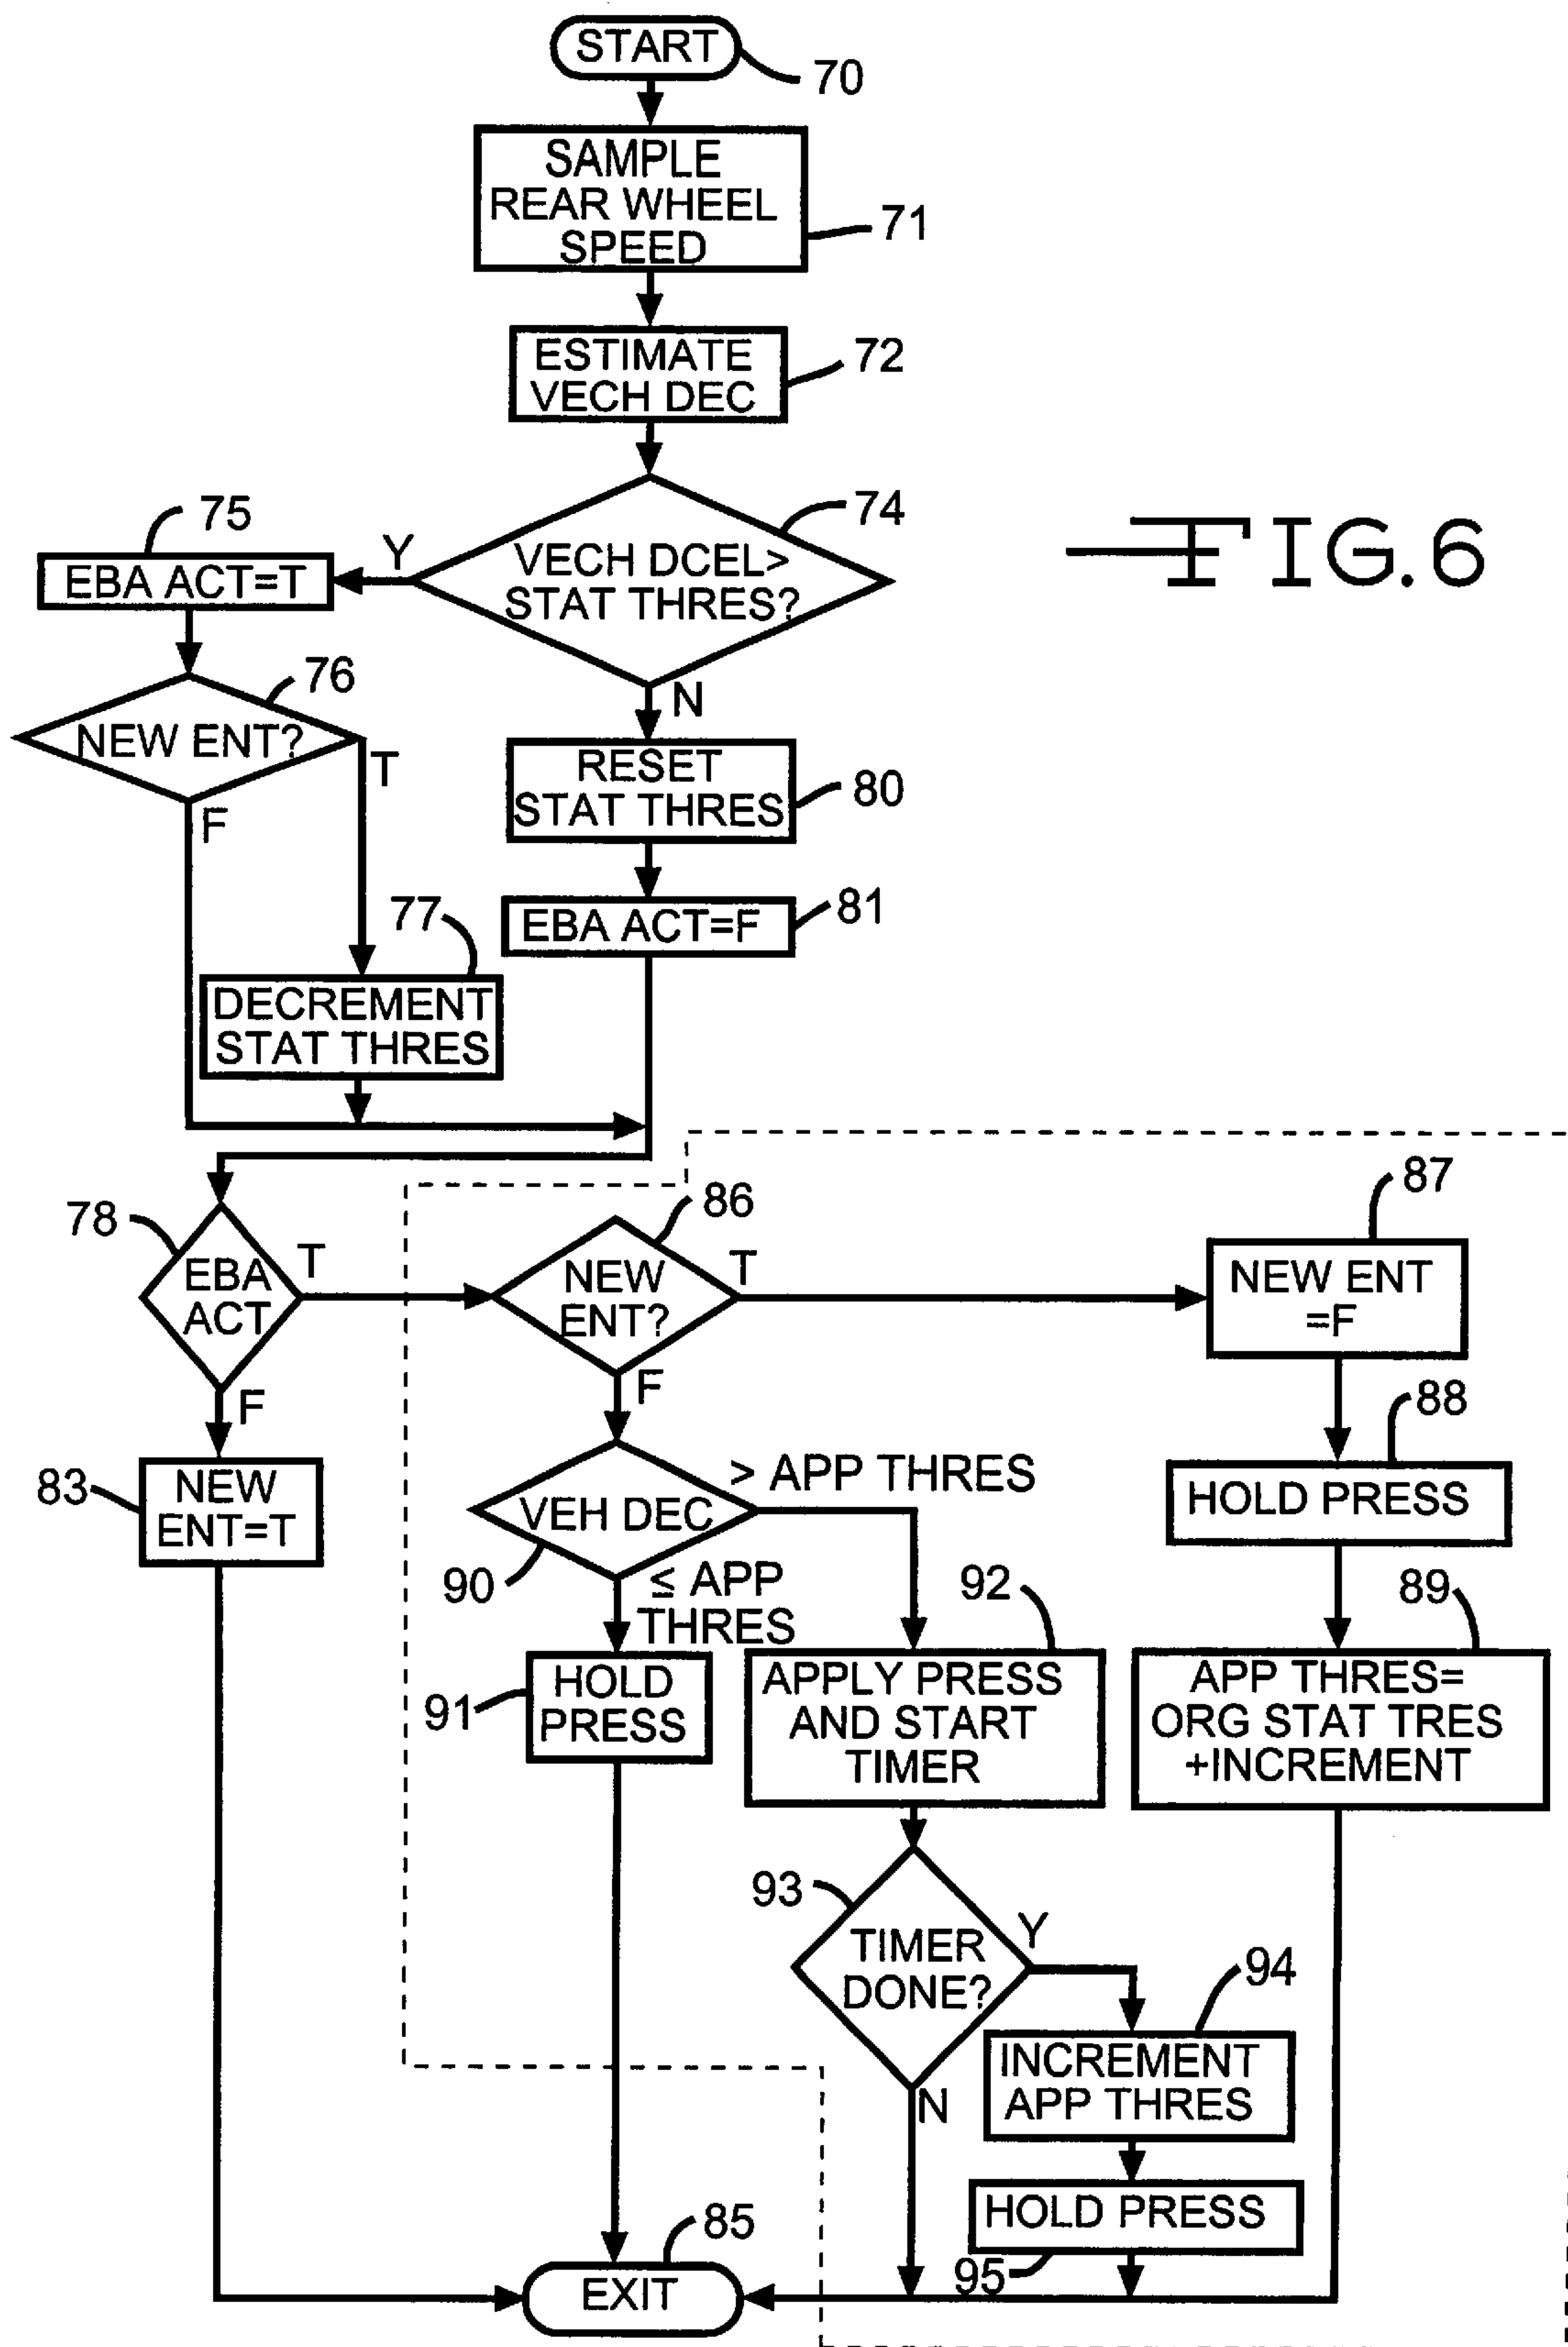 START
70
SAMPLE
REAR WHEEL
SPEED
71
ESTIMATE
VECH DEC
72
74
VECH DCEL>
STAT THRES?
Y
N
FIG. 6
75
EBA ACT=T
76
NEW ENT?
T
F
RESET
STAT THRES
80
77
EBA ACT=F
81
DECREMENT
STAT THRES
78
EBA
ACT
T
F
86
NEW
ENT?
T
F
87
NEW ENT
=F
88
HOLD PRESS
83
NEW
ENT=T
VEH DEC
> APP THRES
90
≤ APP
THRES
91
HOLD
PRESS
92
APPLY PRESS
AND START
TIMER
89
APP THRES=
ORG STAT TRES
+INCREMENT
93
TIMER
DONE?
Y
N
94
INCREMENT
APP THRES
HOLD PRESS
95
85
EXIT